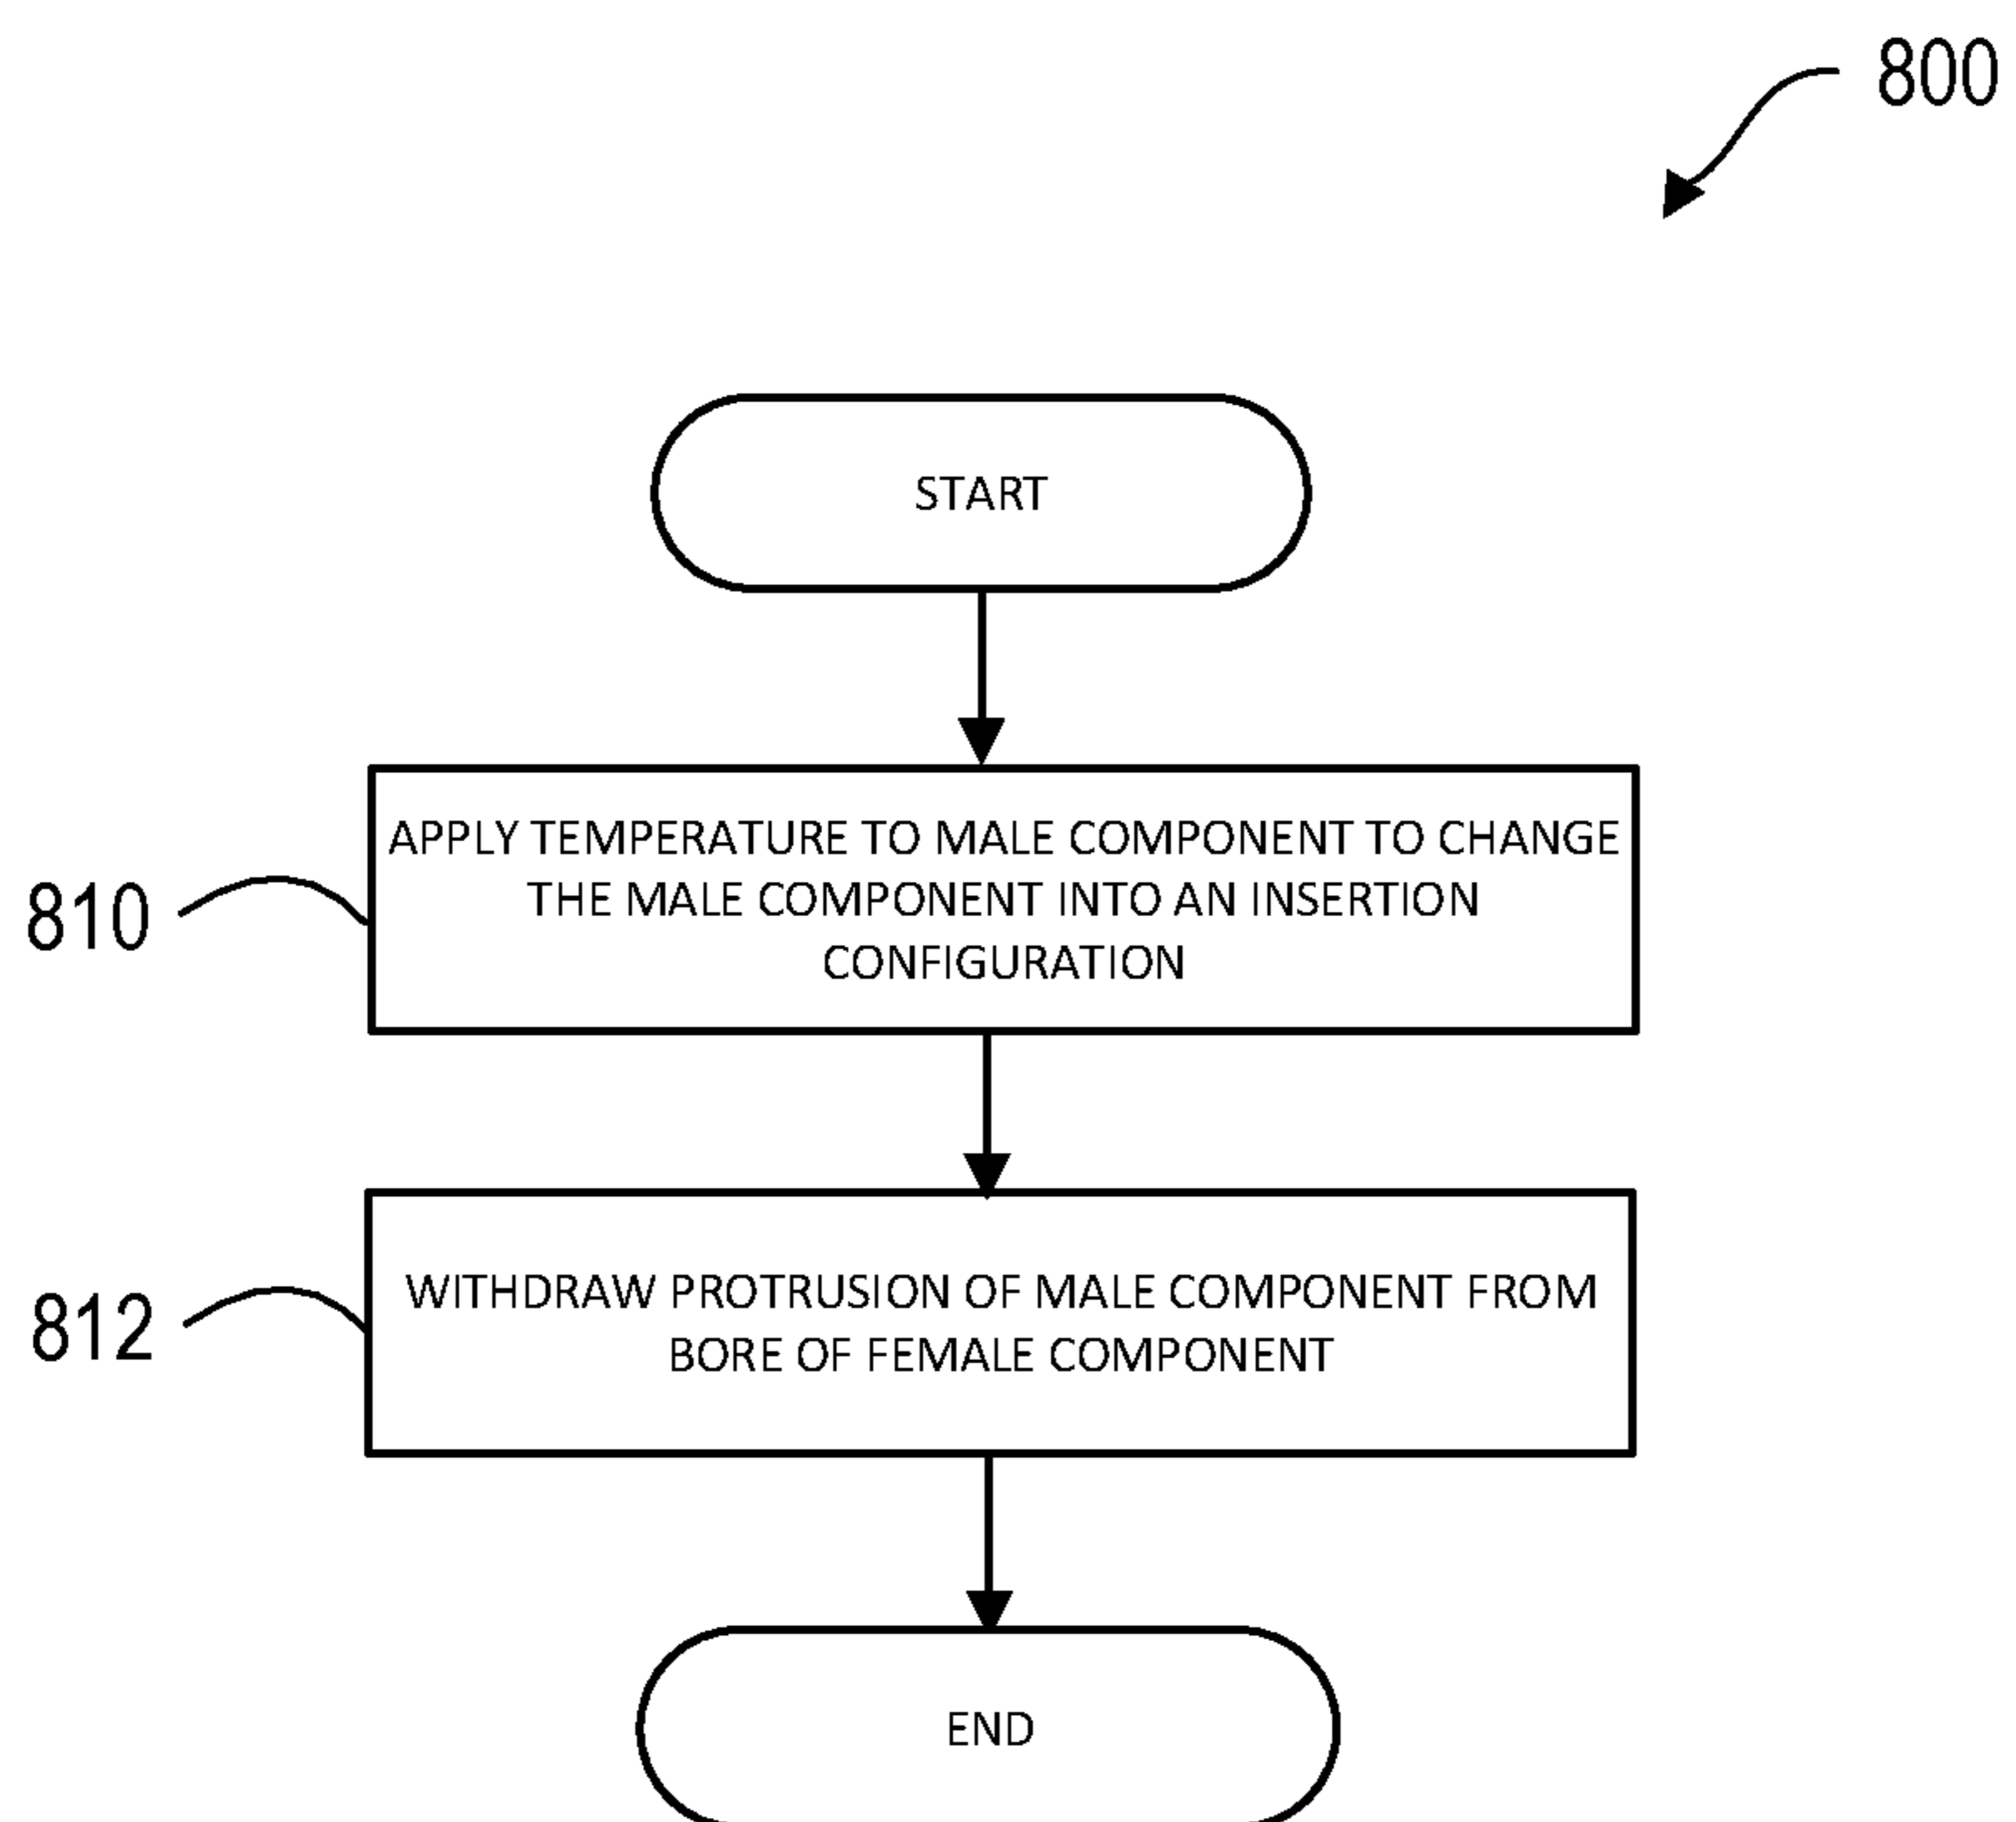 800
START
810
APPLY TEMPERATURE TO MALE COMPONENT TO CHANGE
THE MALE COMPONENT INTO AN INSERTION
CONFIGURATION
812
WITHDRAW PROTRUSION OF MALE COMPONENT FROM
BORE OF FEMALE COMPONENT
END